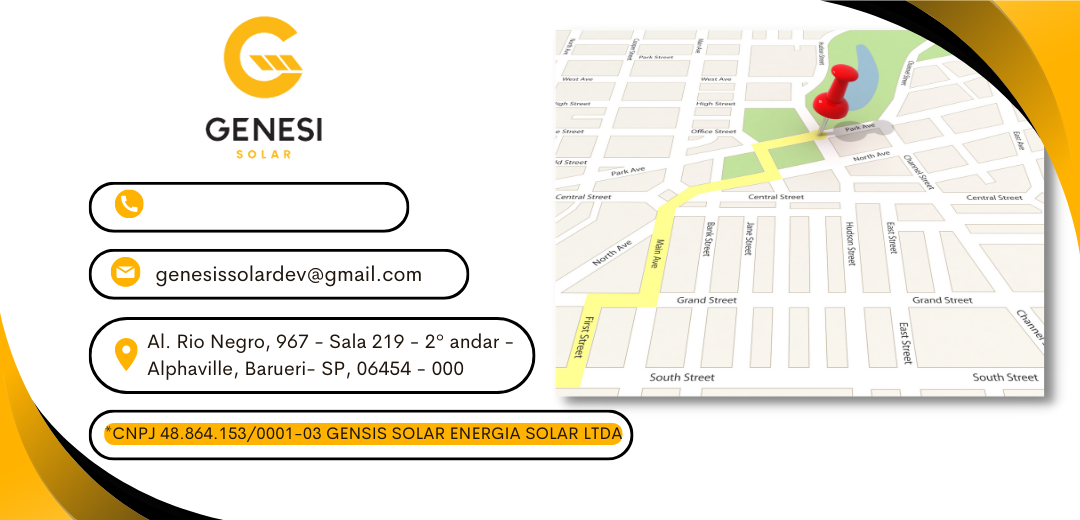 GENESI
SOLAR
genesissolardev@gmail.com
Al. Rio Negro, 967 - Sala 219 - 2º andar -
Alphaville, Barueri- SP, 06454 - 000
*CNPJ 48.864.153/0001-03 GENSIS SOLAR ENERGIA SOLAR LTDA
Park Street
West Ave
West Ave
High Street
High Street
Office Street
Park Ave
Park Ave
North Ave
Channel Street
East Ave
Central Street
Central Street
Central Street
North Ave
Main Ave
Bank Street
Jane Street
Hudson Street
East Street
Grand Street
Grand Street
First Street
East Street
South Street
South Street